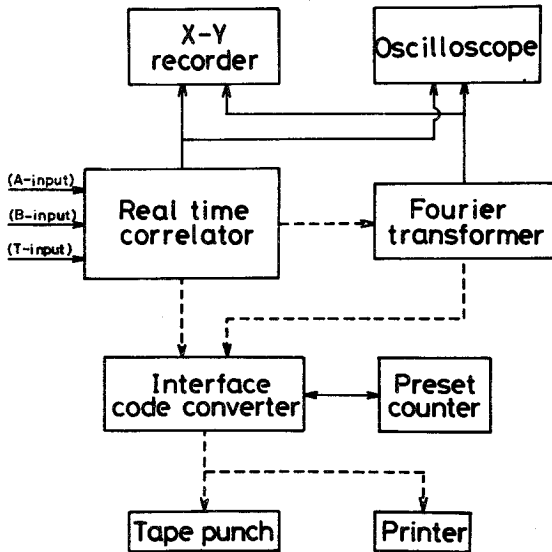 X-Y
recorder
Oscilloscope
(A-input)
(B-input)
(T-input)
Real time
correlator
Fourier
transformer
Interface
code converter
Preset
counter
Tape punch
Printer